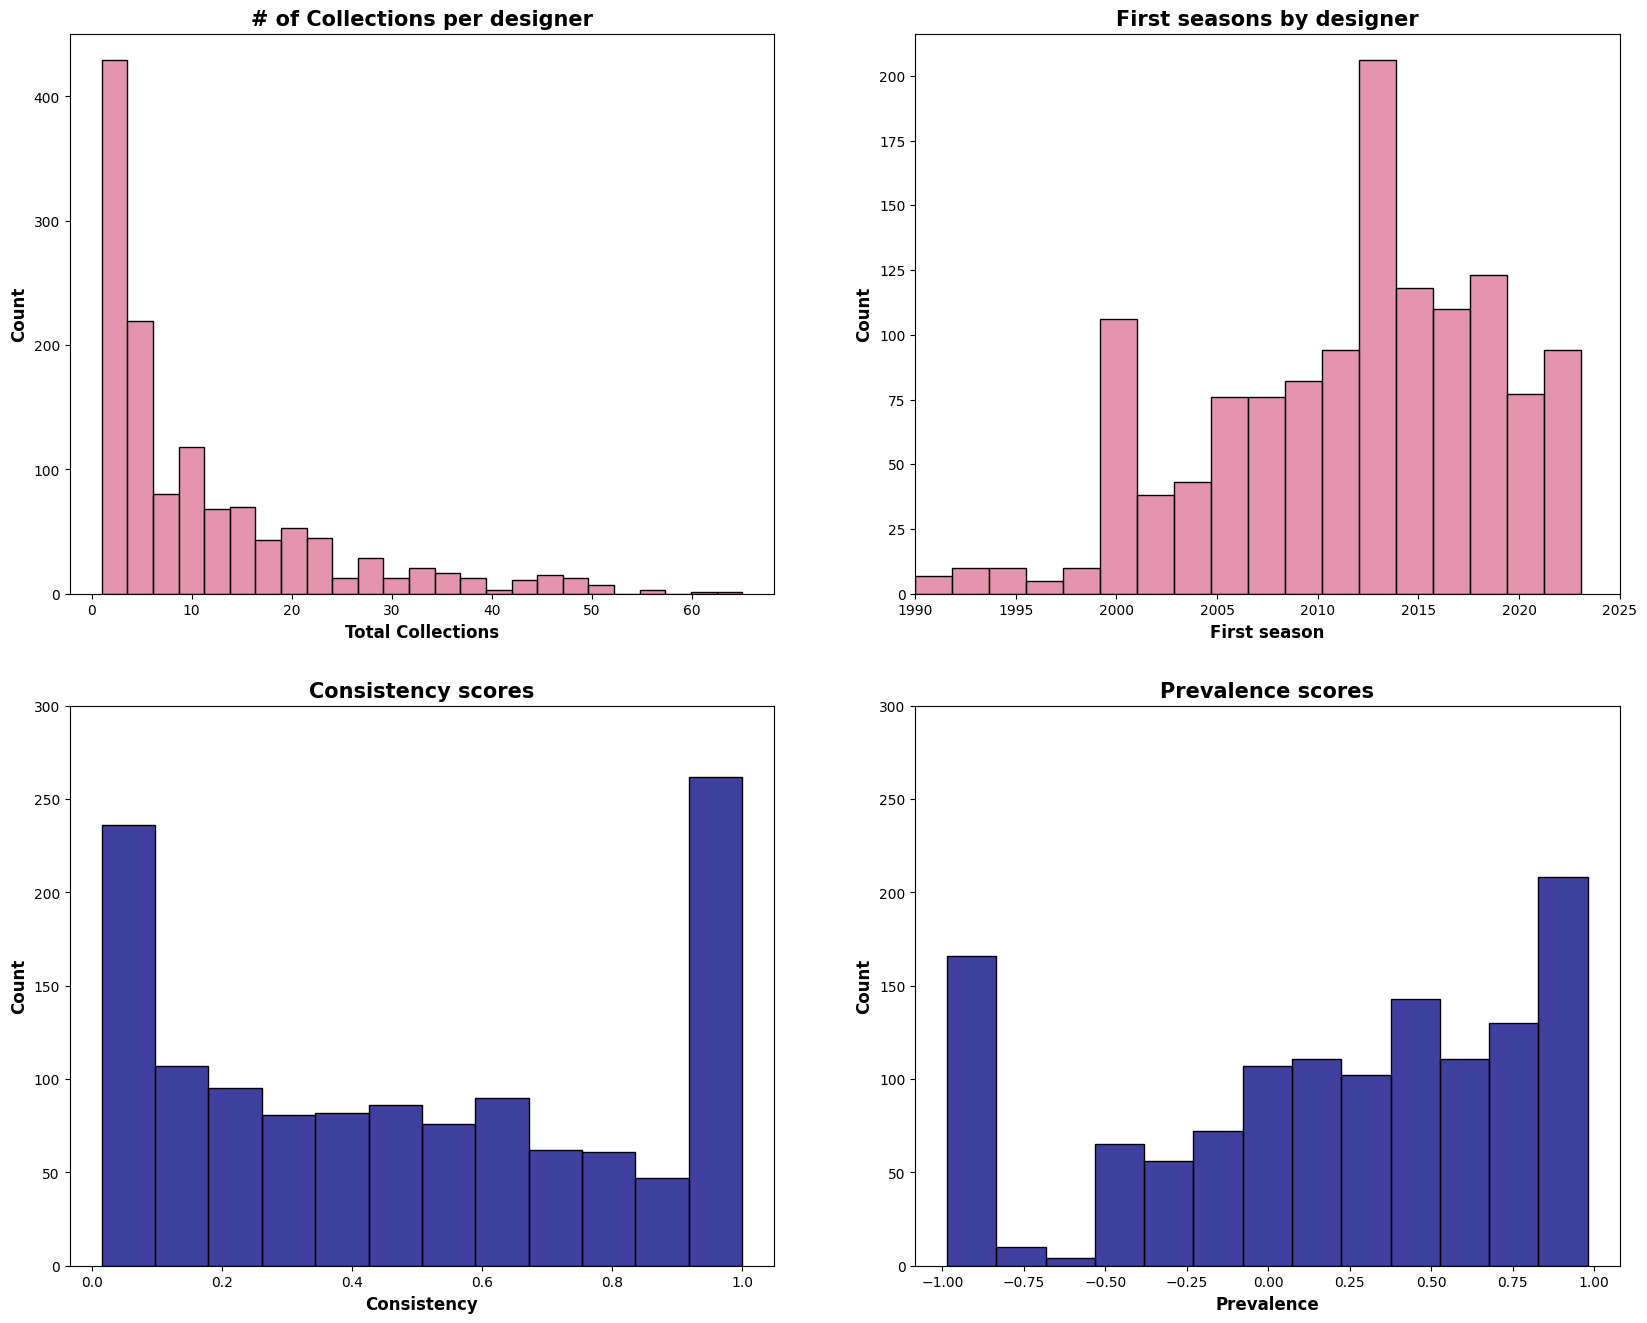 # of Collections per designer
400
300
200
100
0
Count
0 10 20 30 40 50 60
Total Collections
First seasons by designer
200
175
150
125
100
75
50
25
0
Count
1990 1995 2000 2005 2010 2015 2020 2025
First season
Consistency scores
300
250
200
150
100
50
0
Count
0.0 0.2 0.4 0.6 0.8 1.0
Consistency
Prevalence scores
300
250
200
150
100
50
0
Count
−1.00 −0.75 −0.50 −0.25 0.00 0.25 0.50 0.75 1.00
Prevalence